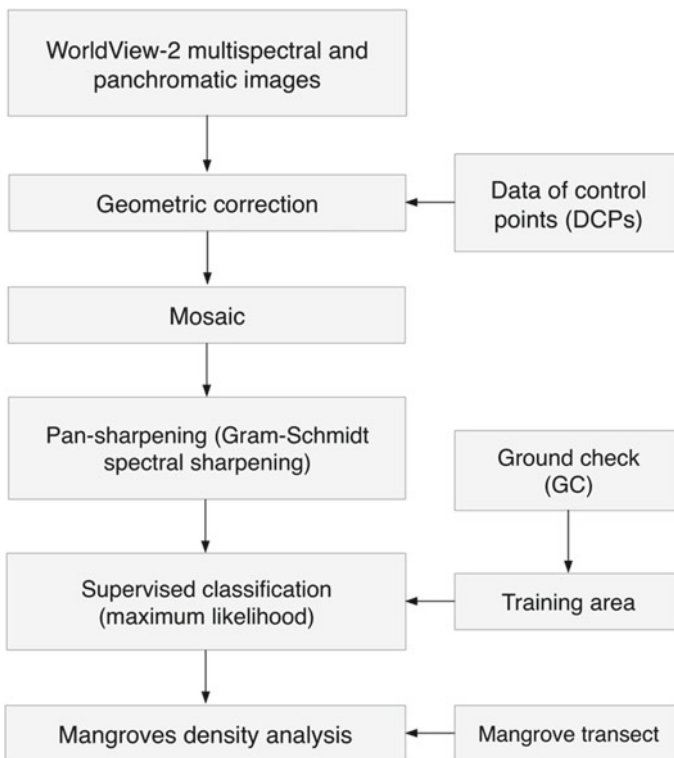 WorldView-2 multispectral and
panchromatic images
Geometric correction
Data of control
points (DCPs)
Mosaic
Pan-sharpening (Gram-Schmidt
spectral sharpening)
Ground check
(GC)
Supervised classification
(maximum likelihood)
Training area
Mangroves density analysis
Mangrove transect